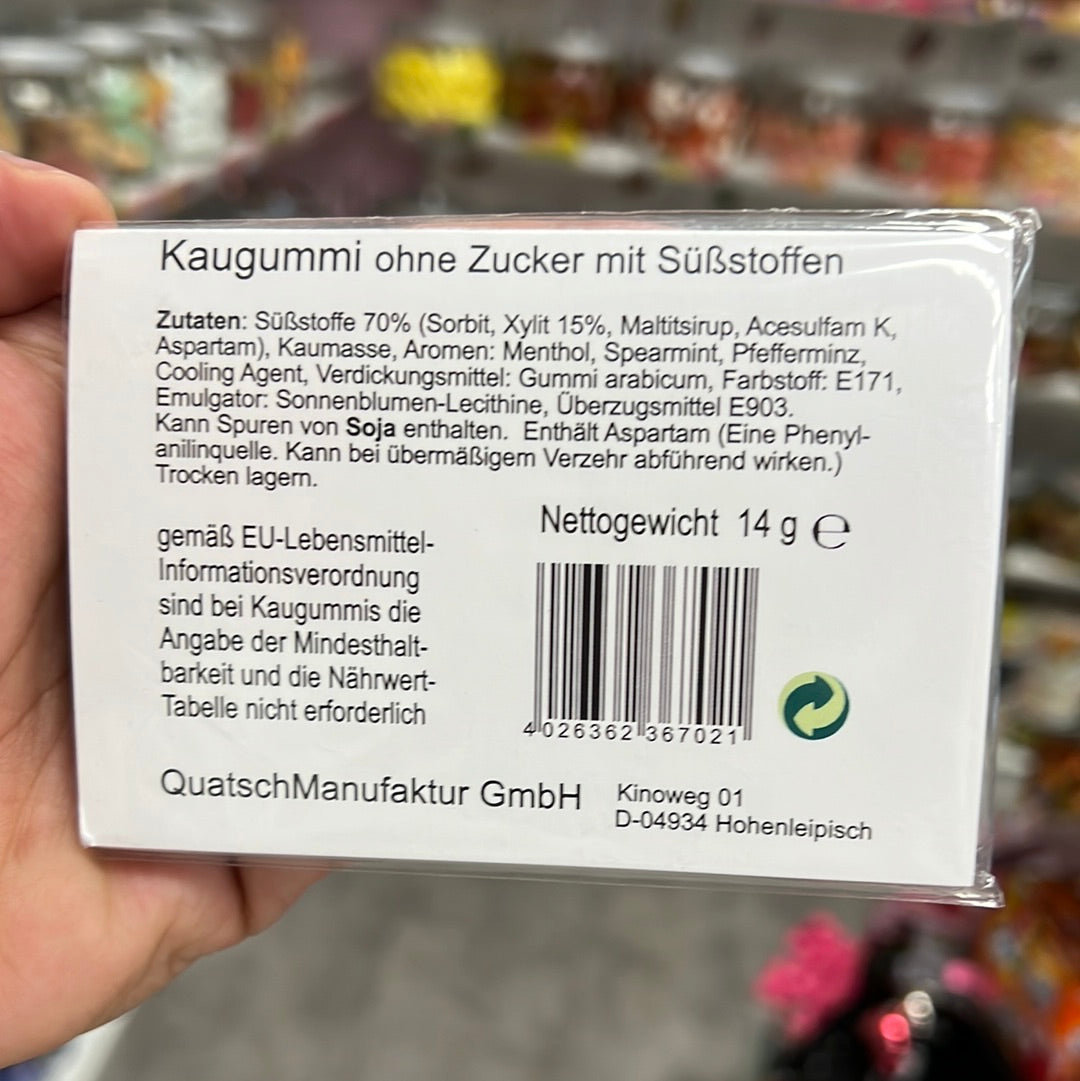 Kaugummi ohne Zucker mit Süßstoffen
Zutaten: Süßstoffe 70% (Sorbit, Xylit 15%, Maltitsirup, Acesulfam K,
Aspartam), Kaumasse, Aromen: Menthol, Spearmint, Pfefferminz,
Cooling Agent, Verdickungsmittel: Gummi arabicum, Farbstoff: E171,
Emulgator: Sonnenblumen-Lecithine, Überzugsmittel E903.
Kann Spuren von Soja enthalten. Enthält Aspartam (Eine Phenyl-
anilinquelle. Kann bei übermäßigem Verzehr abführend wirken.)
Trocken lagern.
Nettogewicht 14 g ℮
gemäß EU-Lebensmittel-
Informationsverordnung
sind bei Kaugummis die
Angabe der Mindesthalt-
barkeit und die Nährwert-
Tabelle nicht erforderlich
4 026362 367021
QuatschManufaktur GmbH
Kinoweg 01
D-04934 Hohenleipisch